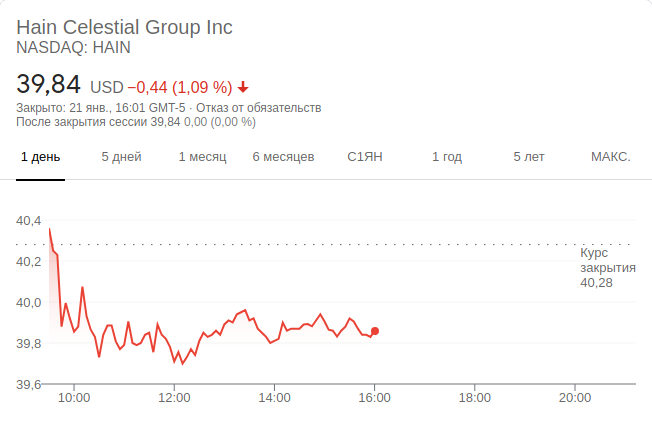 Hain Celestial Group Inc
NASDAQ: HAIN
39,84 USD −0,44 (1,09 %)
Закрыто: 21 янв., 16:01 GMT-5 · Отказ от обязательств
После закрытия сессии 39,84 0,00 (0,00 %)
1 день 5 дней 1 месяц 6 месяцев С1ЯН 1 год 5 лет МАКС.
40,4
Курс
закрытия
40,28
40,2
40,0
39,8
39,6
10:00 12:00 14:00 16:00 18:00 20:00